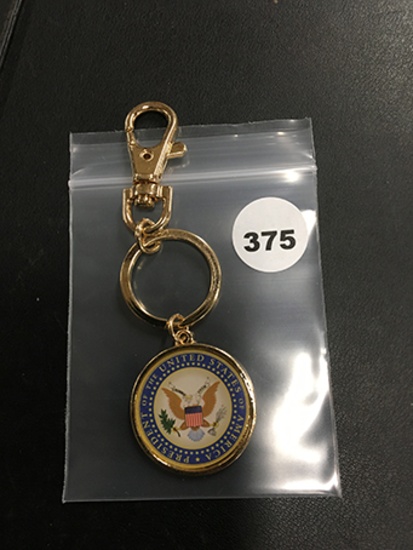 375
PRESIDENT OF THE UNITED STATES OF AMERICA